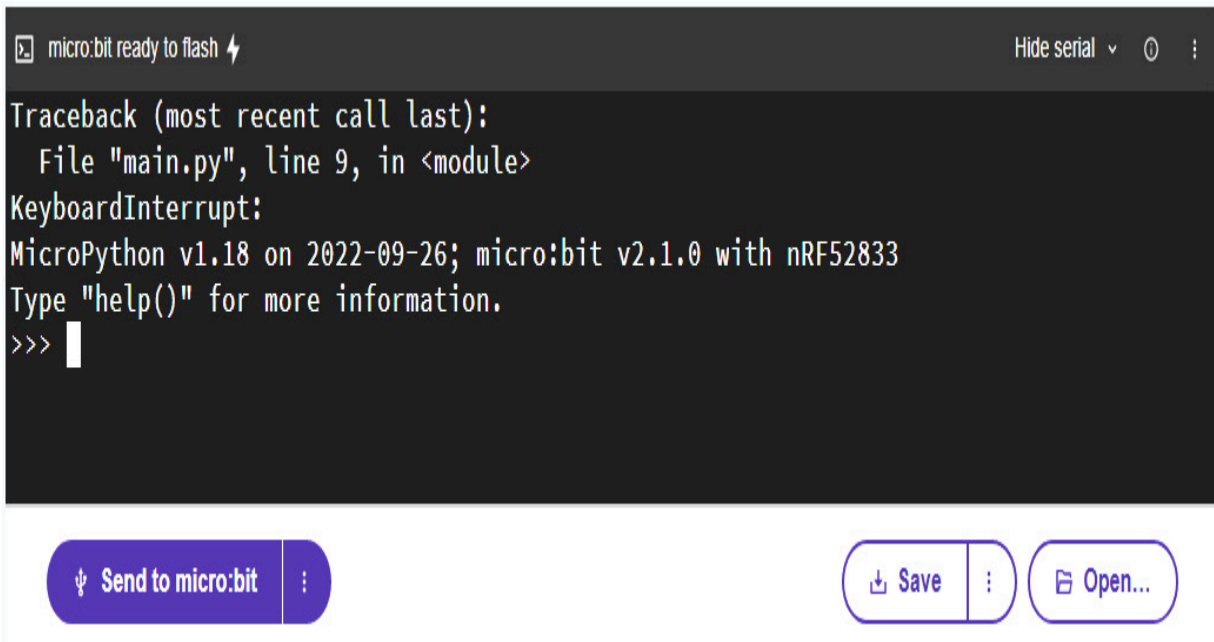 micro:bit ready to flash
Hide serial
Traceback (most recent call last):
  File "main.py", line 9, in <module>
KeyboardInterrupt:
MicroPython v1.18 on 2022-09-26; micro:bit v2.1.0 with nRF52833
Type "help()" for more information.
>>>
Send to micro:bit
Save
Open...